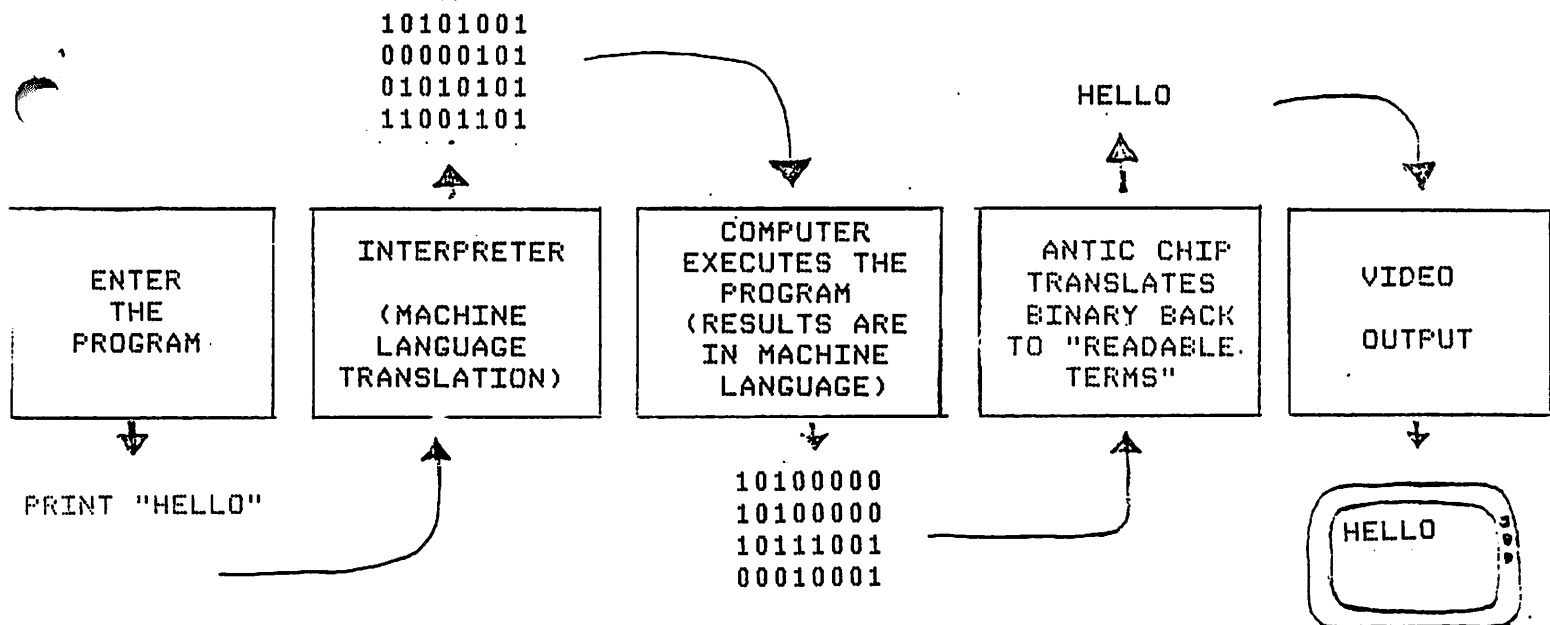 ENTER
THE
PROGRAM
PRINT "HELLO"
INTERPRETER
(MACHINE
LANGUAGE
TRANSLATION)
10101001
00000101
01010101
11001101
COMPUTER
EXECUTES THE
PROGRAM
(RESULTS ARE
IN MACHINE
LANGUAGE)
10100000
10100000
10111001
00010001
ANTIC CHIP
TRANSLATES
BINARY BACK
TO "READABLE
TERMS"
HELLO
VIDEO
OUTPUT
HELLO